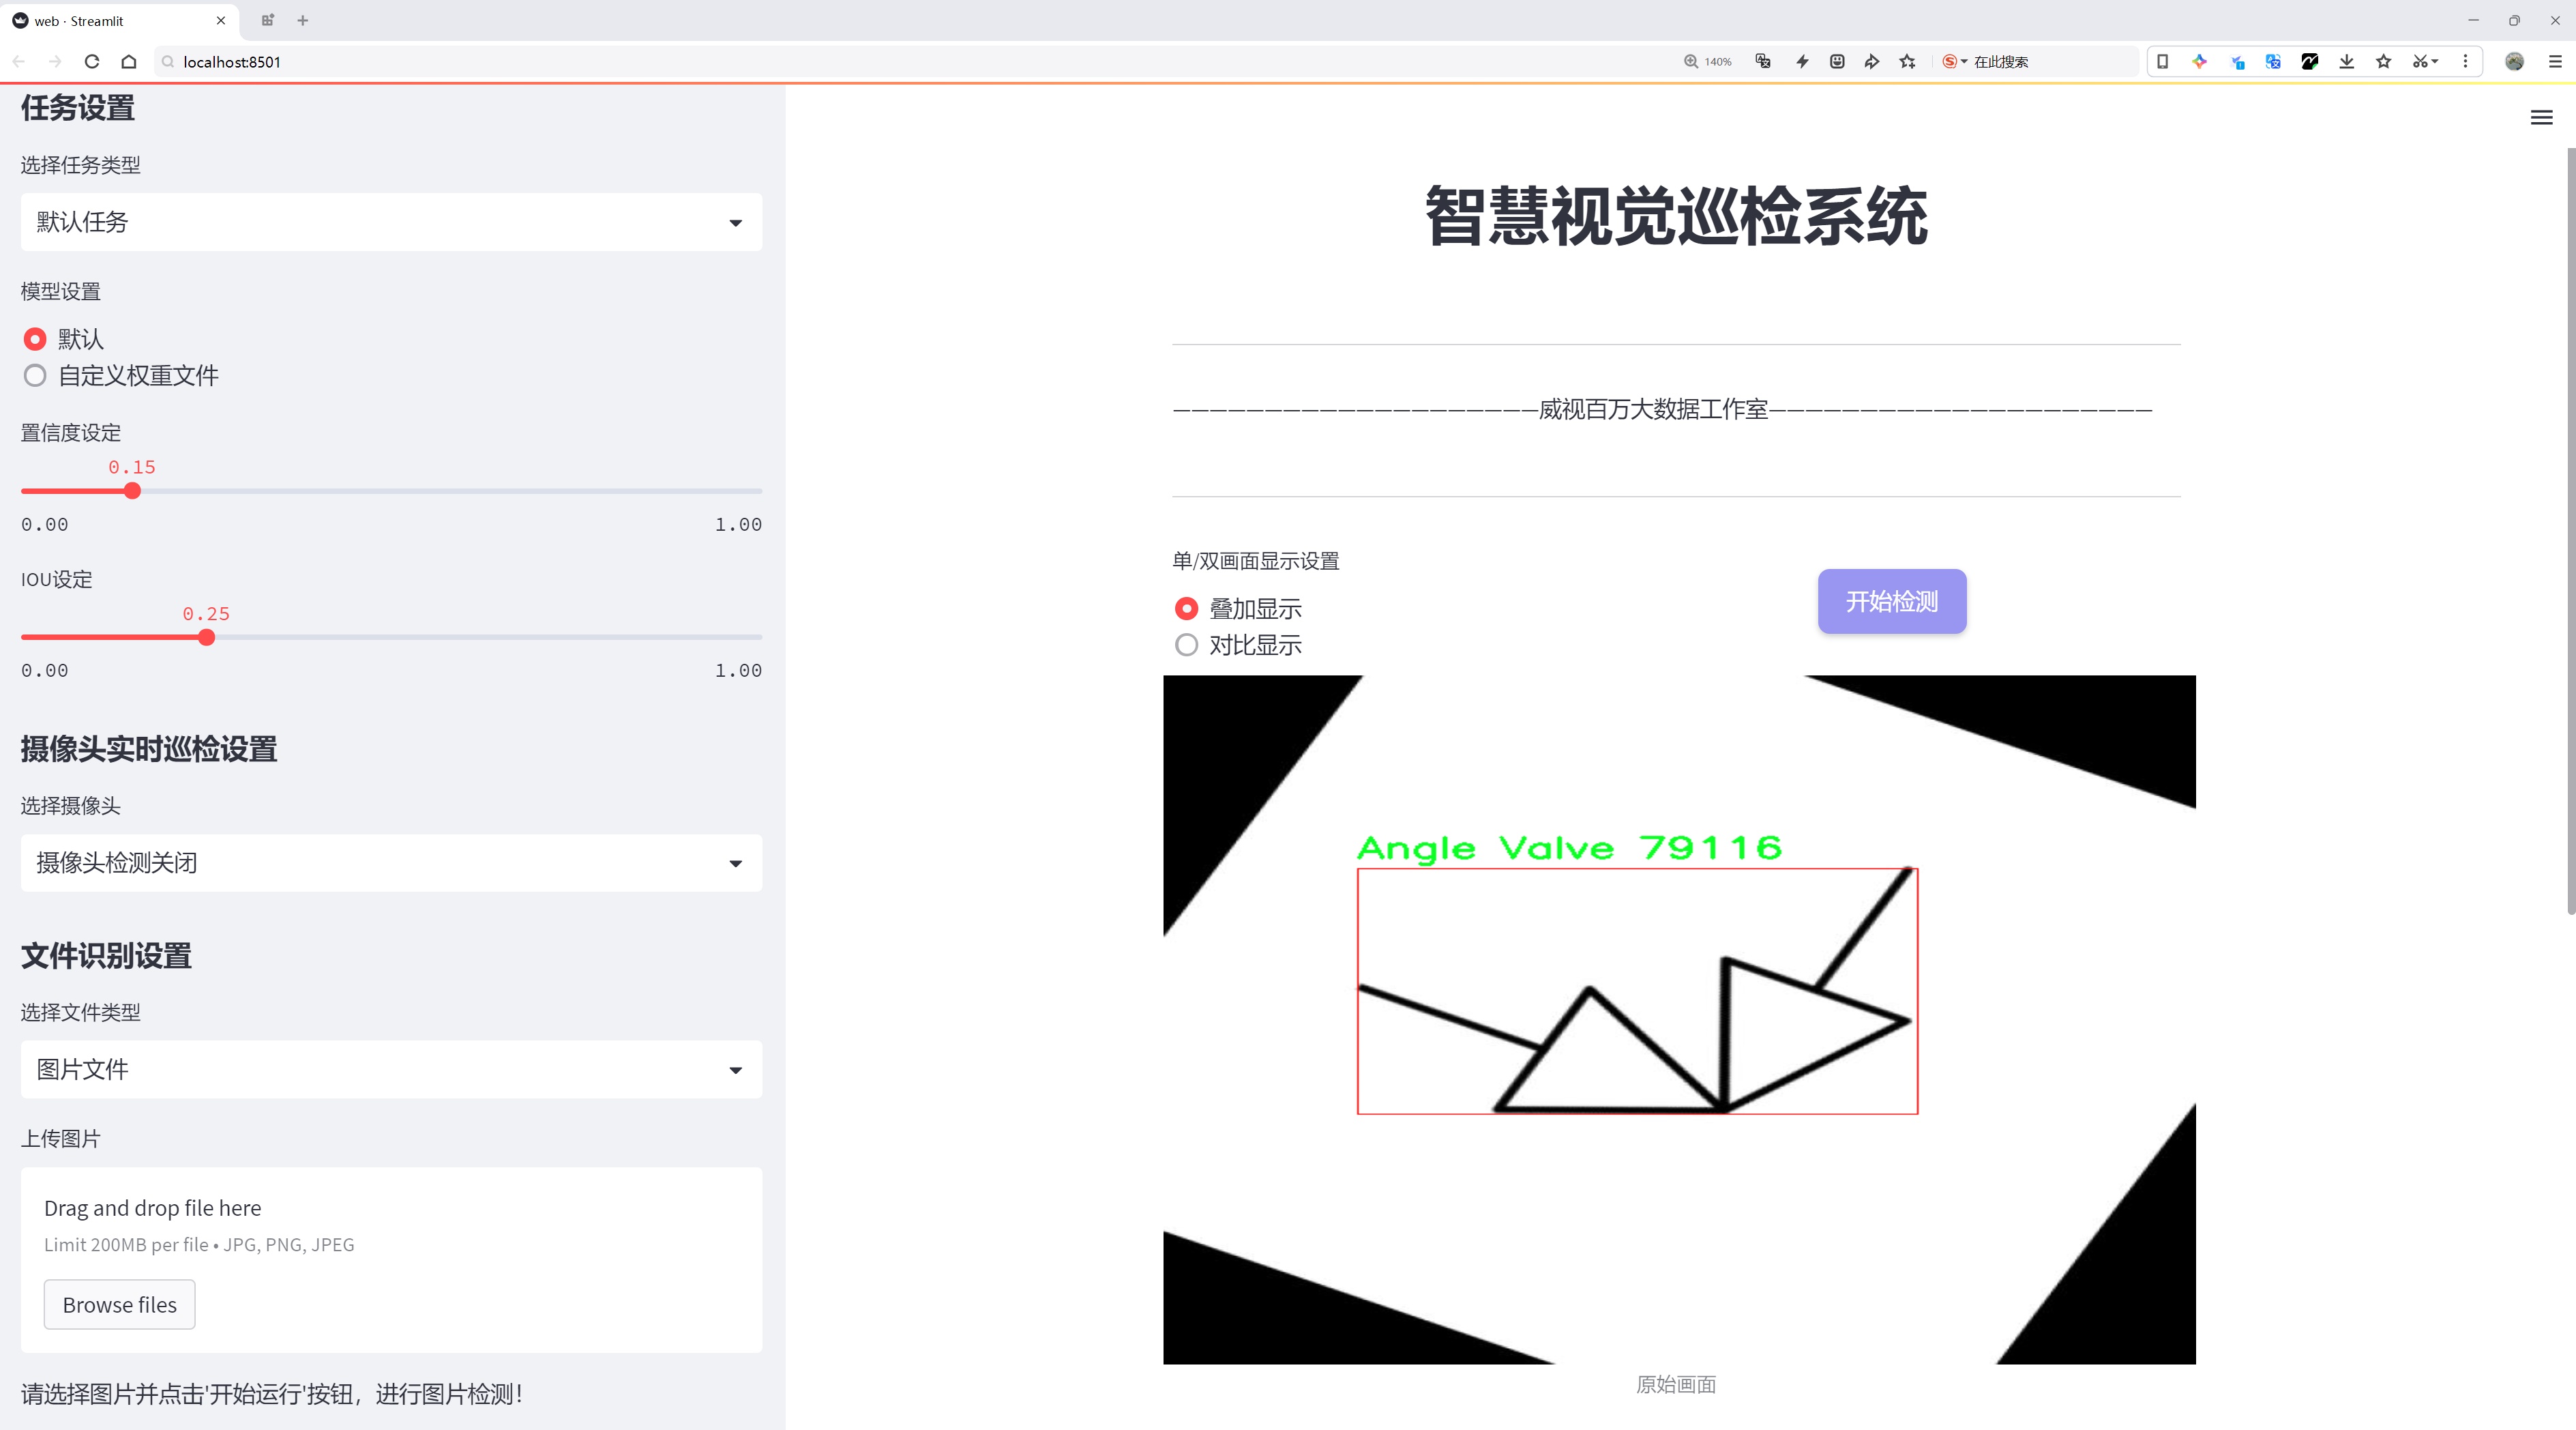 web · Streamlit
localhost:8501
140%
在此搜索
任务设置
选择任务类型
默认任务
模型设置
默认
自定义权重文件
置信度设定
0.15
0.00
1.00
IOU设定
0.25
0.00
1.00
摄像头实时巡检设置
选择摄像头
摄像头检测关闭
文件识别设置
选择文件类型
图片文件
上传图片
Drag and drop file here
Limit 200MB per file • JPG, PNG, JPEG
Browse files
请选择图片并点击'开始运行'按钮，进行图片检测！
智慧视觉巡检系统
————————————————————威视百万大数据工作室—————————————————————
单/双画面显示设置
叠加显示
对比显示
开始检测
Angle Valve 79116
原始画面